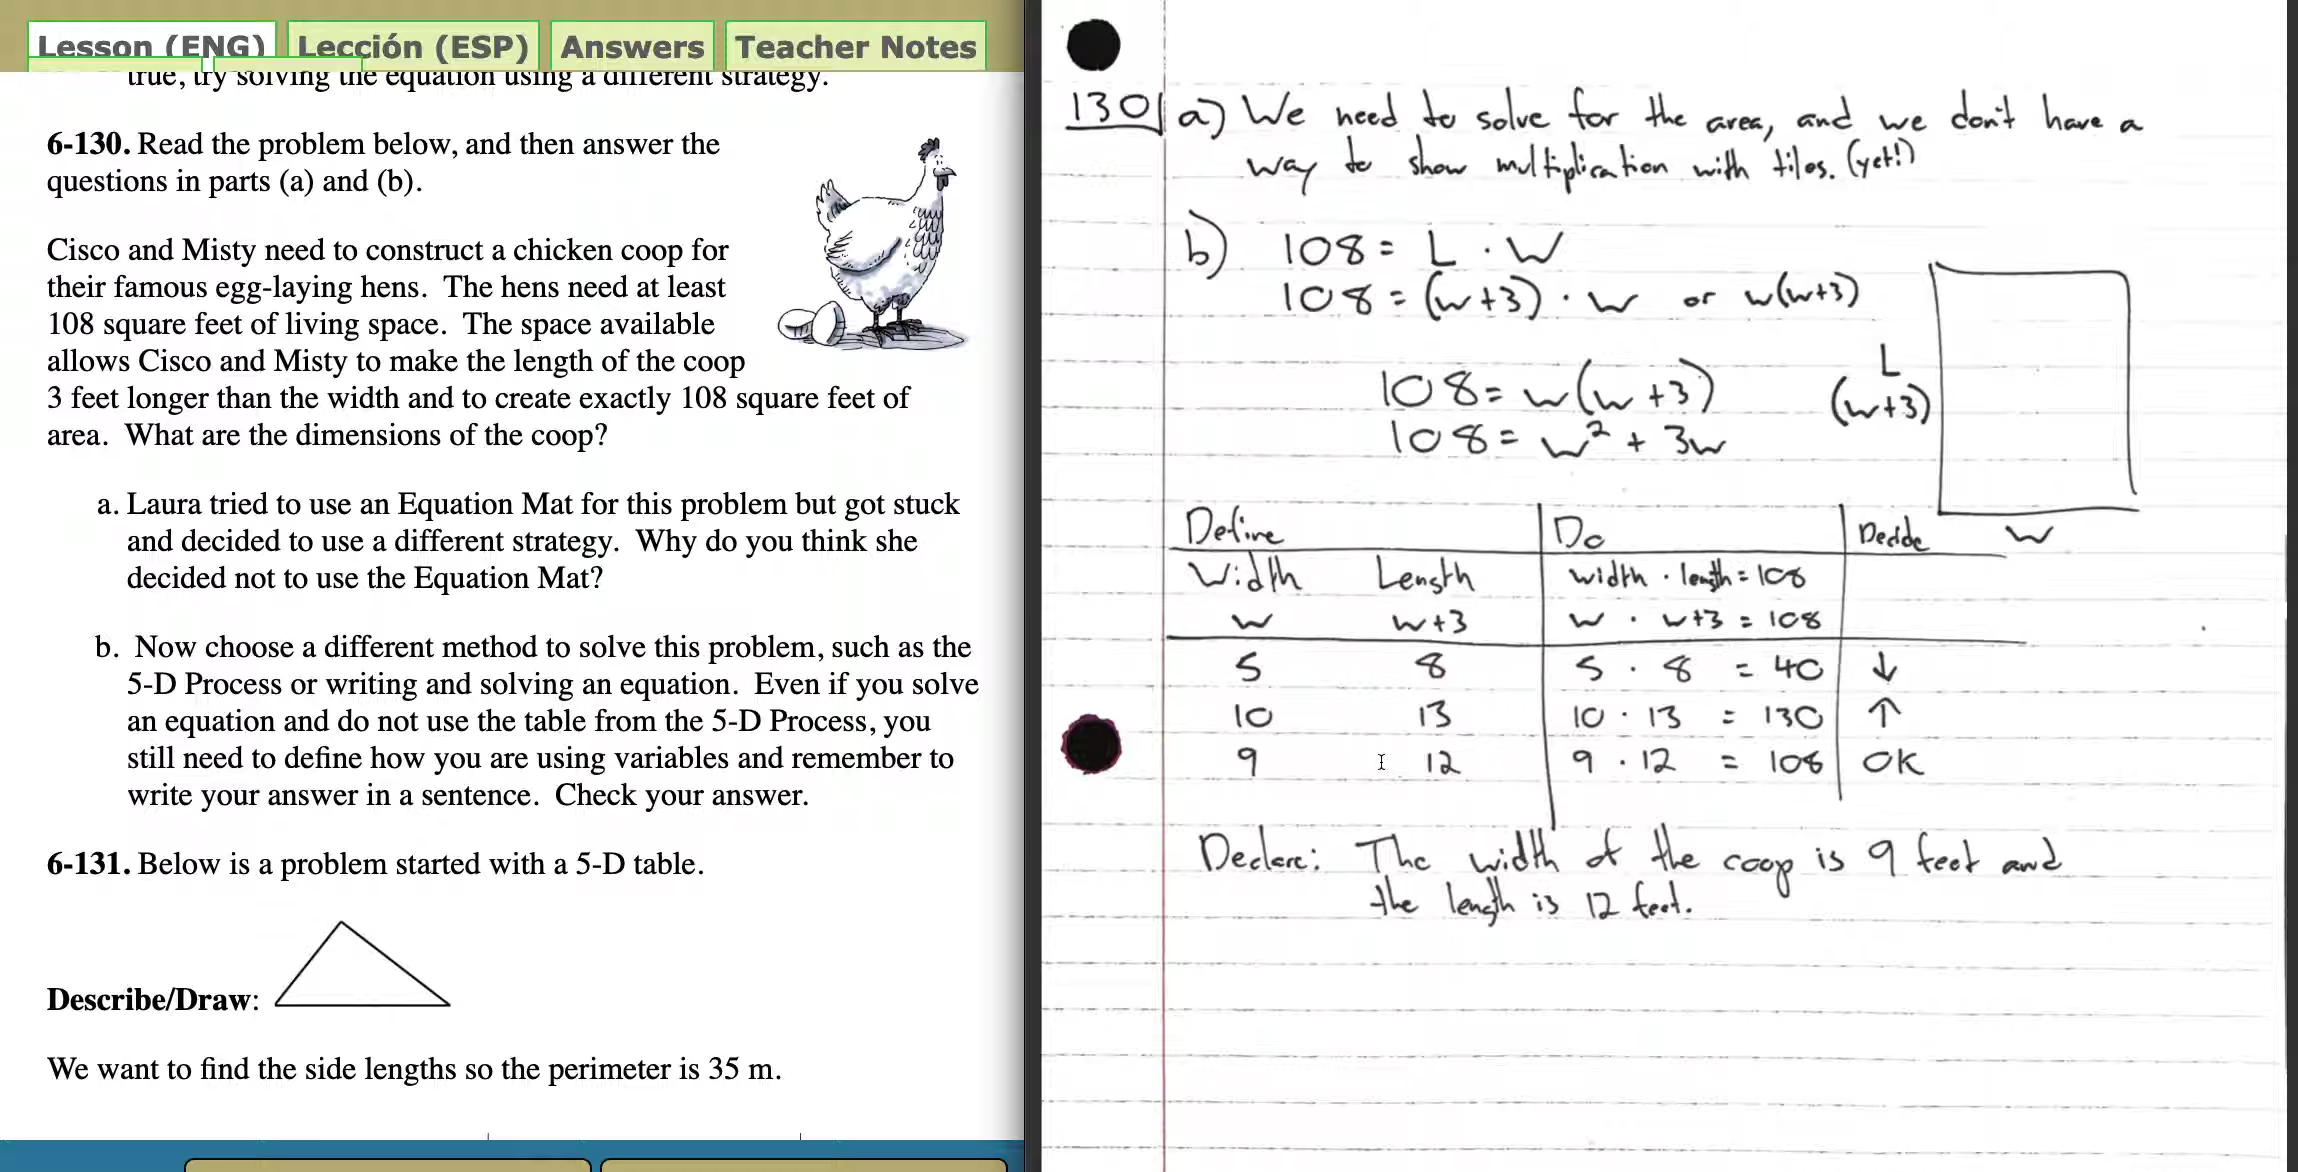 Lesson (ENG) Lección (ESP) Answers Teacher Notes
true, try solving the equation using a different strategy.
6-130. Read the problem below, and then answer the
questions in parts (a) and (b).
Cisco and Misty need to construct a chicken coop for
their famous egg-laying hens. The hens need at least
108 square feet of living space. The space available
allows Cisco and Misty to make the length of the coop
3 feet longer than the width and to create exactly 108 square feet of
area. What are the dimensions of the coop?
a. Laura tried to use an Equation Mat for this problem but got stuck
and decided to use a different strategy. Why do you think she
decided not to use the Equation Mat?
b. Now choose a different method to solve this problem, such as the
5-D Process or writing and solving an equation. Even if you solve
an equation and do not use the table from the 5-D Process, you
still need to define how you are using variables and remember to
write your answer in a sentence. Check your answer.
6-131. Below is a problem started with a 5-D table.
Describe/Draw:
We want to find the side lengths so the perimeter is 35 m.
130 a) We need to solve for the area, and we don't have a
way to show multiplication with tiles. (yet!)
b) 108 = L · W
108 = (w+3) · w or w(w+3)
108 = w(w+3)
108 = w² + 3w
L
(w+3)
W
Define Do Decide
Width Length width · length = 108
w w+3 w · w+3 = 108
5 8 5 · 8 = 40 ↓
10 13 10 · 13 = 130 ↑
9 12 9 · 12 = 108 OK
Declare: The width of the coop is 9 feet and
the length is 12 feet.